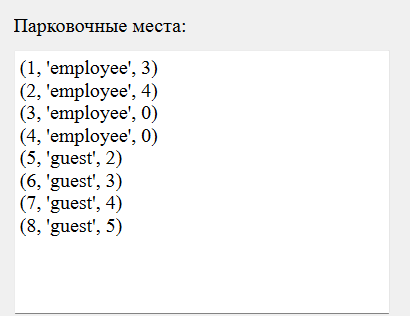 Парковочные места:
(1, 'employee', 3)
(2, 'employee', 4)
(3, 'employee', 0)
(4, 'employee', 0)
(5, 'guest', 2)
(6, 'guest', 3)
(7, 'guest', 4)
(8, 'guest', 5)